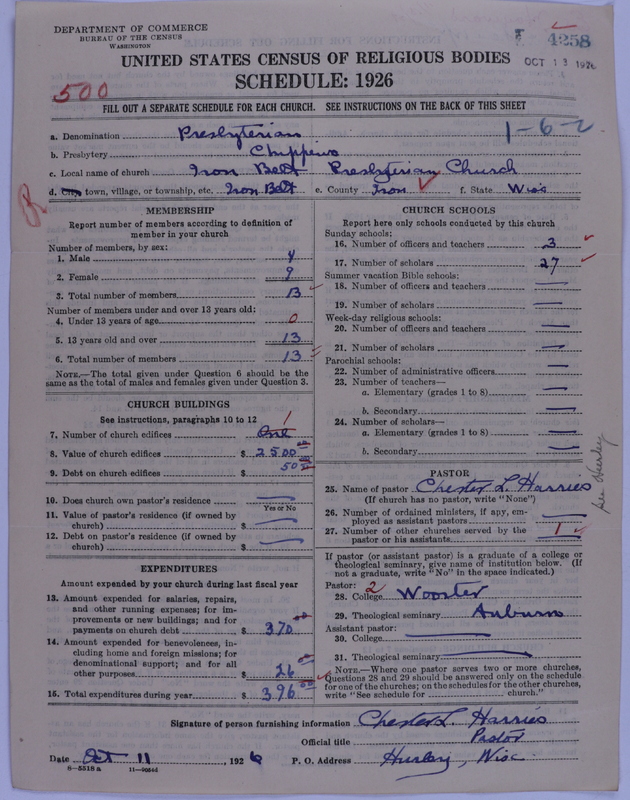 DEPARTMENT OF COMMERCE
BUREAU OF THE CENSUS
WASHINGTON
4258
OCT 13 1926
UNITED STATES CENSUS OF RELIGIOUS BODIES
SCHEDULE: 1926
500
FILL OUT A SEPARATE SCHEDULE FOR EACH CHURCH. SEE INSTRUCTIONS ON THE BACK OF THIS SHEET
1-6-2
a. Denomination Presbyterian
b. Presbytery Chippewa
c. Local name of church Iron Belt Presbyterian Church
d. City, town, village, or township, etc. Iron Belt e. County Iron f. State Wis
MEMBERSHIP
Report number of members according to definition of
member in your church
Number of members, by sex:
1. Male 4
2. Female 9
3. Total number of members 13
Number of members under and over 13 years old:
4. Under 13 years of age 0
5. 13 years old and over 13
6. Total number of members 13
NOTE.—The total given under Question 6 should be the
same as the total of males and females given under Question 3.
CHURCH BUILDINGS
See instructions, paragraphs 10 to 12
7. Number of church edifices One 1
8. Value of church edifices $ 2500 00
9. Debt on church edifices $ 50 00
10. Does church own pastor's residence —
Yes or No
11. Value of pastor's residence (if owned by
church) $ —
12. Debt on pastor's residence (if owned by
church) $ —
EXPENDITURES
Amount expended by your church during last fiscal year
13. Amount expended for salaries, repairs,
and other running expenses; for im-
provements or new buildings; and for
payments on church debt $ 370 00
14. Amount expended for benevolences, in-
cluding home and foreign missions; for
denominational support; and for all
other purposes $ 26 00
15. Total expenditures during year $ 396 00
CHURCH SCHOOLS
Report here only schools conducted by this church
Sunday schools:
16. Number of officers and teachers 3
17. Number of scholars 27
Summer vacation Bible schools:
18. Number of officers and teachers —
19. Number of scholars —
Week-day religious schools:
20. Number of officers and teachers —
21. Number of scholars —
Parochial schools:
22. Number of administrative officers —
23. Number of teachers—
a. Elementary (grades 1 to 8) —
b. Secondary —
24. Number of scholars—
a. Elementary (grades 1 to 8) —
b. Secondary —
PASTOR
25. Name of pastor Chester L. Harries
(If church has no pastor, write "None")
26. Number of ordained ministers, if any, em-
ployed as assistant pastors —
27. Number of other churches served by the
pastor or his assistants 1
See Hurley
If pastor (or assistant pastor) is a graduate of a college or
theological seminary, give name of institution below. (If
not a graduate, write "No" in the space indicated.)
Pastor: 2
28. College Wooster
29. Theological seminary Auburn
Assistant pastor:
30. College —
31. Theological seminary —
NOTE.—Where one pastor serves two or more churches,
Questions 28 and 29 should be answered only on the schedule
for one of the churches; on the schedules for the other churches,
write "See schedule for church."
Signature of person furnishing information Chester L. Harries
Official title Pastor
Date Oct 11, 1926 P. O. Address Hurley, Wisc
6—5518 a